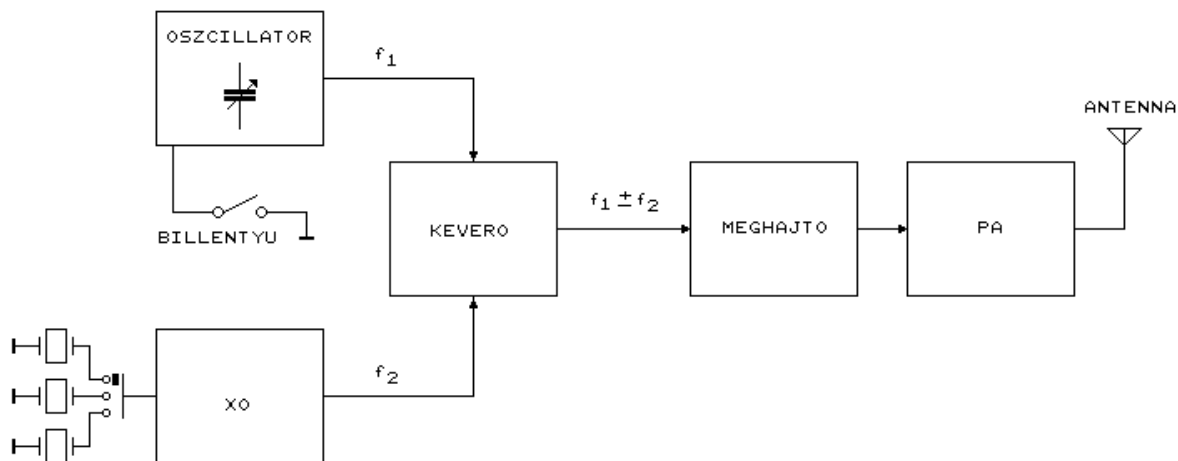 OSZCILLATOR
f₁
ANTENNA
f₁ ± f₂
KEVERO
MEGHAJTO
PA
BILLENTYU
f₂
XO